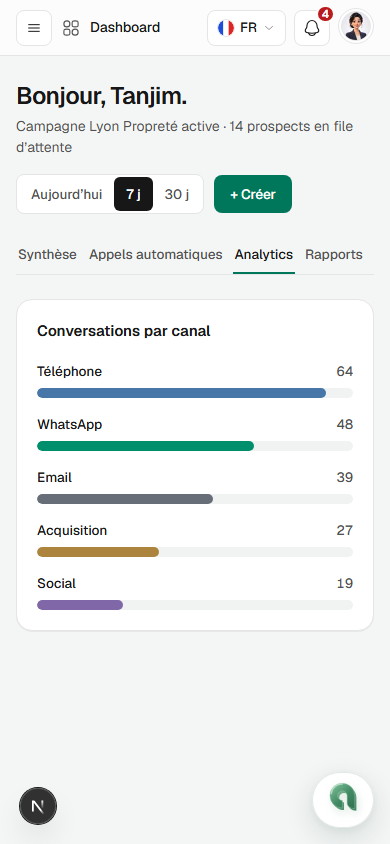 Dashboard
FR
4
Bonjour, Tanjim.
Campagne Lyon Propreté active · 14 prospects en file
d'attente
Aujourd'hui 7 j 30 j + Créer
Synthèse Appels automatiques Analytics Rapports
Conversations par canal
Téléphone 64
WhatsApp 48
Email 39
Acquisition 27
Social 19
N